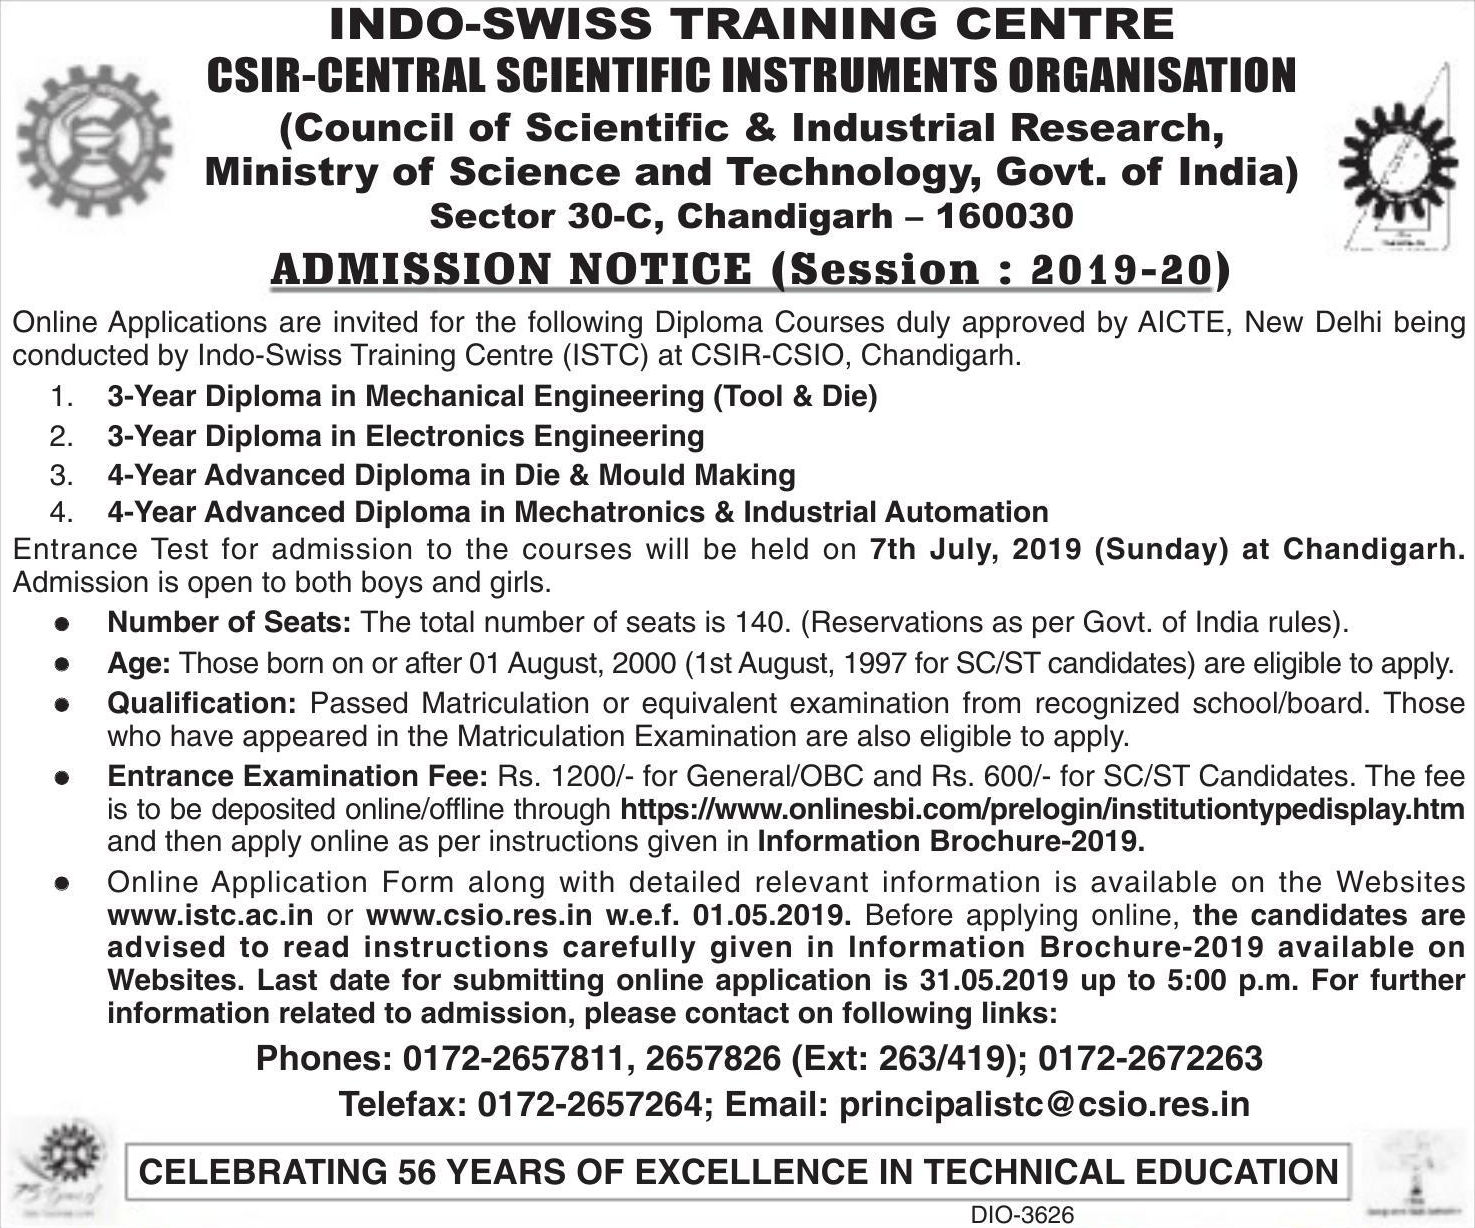 INDO-SWISS TRAINING CENTRE
CSIR-CENTRAL SCIENTIFIC INSTRUMENTS ORGANISATION
(Council of Scientific & Industrial Research,
Ministry of Science and Technology, Govt. of India)
Sector 30-C, Chandigarh – 160030
ADMISSION NOTICE (Session : 2019-20)
Online Applications are invited for the following Diploma Courses duly approved by AICTE, New Delhi being
conducted by Indo-Swiss Training Centre (ISTC) at CSIR-CSIO, Chandigarh.
1. 3-Year Diploma in Mechanical Engineering (Tool & Die)
2. 3-Year Diploma in Electronics Engineering
3. 4-Year Advanced Diploma in Die & Mould Making
4. 4-Year Advanced Diploma in Mechatronics & Industrial Automation
Entrance Test for admission to the courses will be held on 7th July, 2019 (Sunday) at Chandigarh.
Admission is open to both boys and girls.
● Number of Seats: The total number of seats is 140. (Reservations as per Govt. of India rules).
● Age: Those born on or after 01 August, 2000 (1st August, 1997 for SC/ST candidates) are eligible to apply.
● Qualification: Passed Matriculation or equivalent examination from recognized school/board. Those
who have appeared in the Matriculation Examination are also eligible to apply.
● Entrance Examination Fee: Rs. 1200/- for General/OBC and Rs. 600/- for SC/ST Candidates. The fee
is to be deposited online/offline through https://www.onlinesbi.com/prelogin/institutiontypedisplay.htm
and then apply online as per instructions given in Information Brochure-2019.
● Online Application Form along with detailed relevant information is available on the Websites
www.istc.ac.in or www.csio.res.in w.e.f. 01.05.2019. Before applying online, the candidates are
advised to read instructions carefully given in Information Brochure-2019 available on
Websites. Last date for submitting online application is 31.05.2019 up to 5:00 p.m. For further
information related to admission, please contact on following links:
Phones: 0172-2657811, 2657826 (Ext: 263/419); 0172-2672263
Telefax: 0172-2657264; Email: principalistc@csio.res.in
CELEBRATING 56 YEARS OF EXCELLENCE IN TECHNICAL EDUCATION
DIO-3626